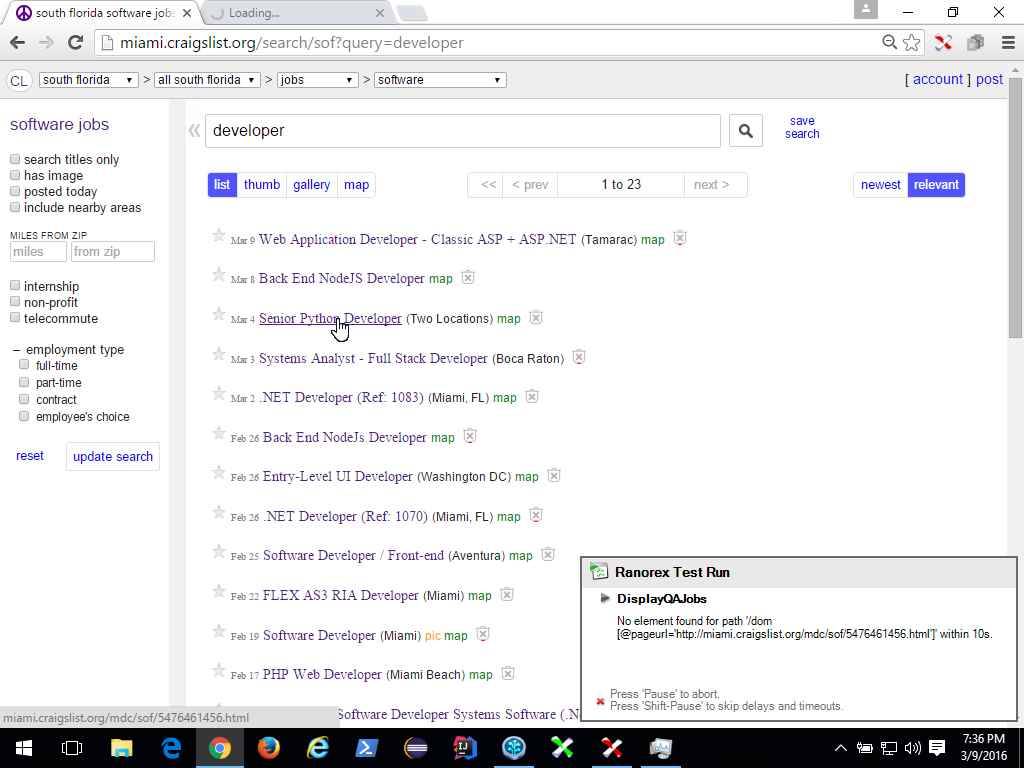 south florida software jobs
Loading...
miami.craigslist.org/search/sof?query=developer
CL south florida > all south florida > jobs > software [ account ] post
software jobs
search titles only
has image
posted today
include nearby areas
MILES FROM ZIP
miles from zip
internship
non-profit
telecommute
– employment type
full-time
part-time
contract
employee's choice
reset update search
« developer save search
list thumb gallery map << < prev 1 to 23 next > newest relevant
Mar 9 Web Application Developer - Classic ASP + ASP.NET (Tamarac) map
Mar 8 Back End NodeJS Developer map
Mar 4 Senior Python Developer (Two Locations) map
Mar 3 Systems Analyst - Full Stack Developer (Boca Raton)
Mar 2 .NET Developer (Ref: 1083) (Miami, FL) map
Feb 26 Back End NodeJs Developer map
Feb 26 Entry-Level UI Developer (Washington DC) map
Feb 26 .NET Developer (Ref: 1070) (Miami, FL) map
Feb 25 Software Developer / Front-end (Aventura) map
Feb 22 FLEX AS3 RIA Developer (Miami) map
Feb 19 Software Developer (Miami) pic map
Feb 17 PHP Web Developer (Miami Beach) map
Software Developer Systems Software (.N
miami.craigslist.org/mdc/sof/5476461456.html
Ranorex Test Run
DisplayQAJobs
No element found for path '/dom
[@pageurl='http://miami.craigslist.org/mdc/sof/5476461456.html']' within 10s.
Press 'Pause' to abort.
Press 'Shift-Pause' to skip delays and timeouts.
7:36 PM
3/9/2016